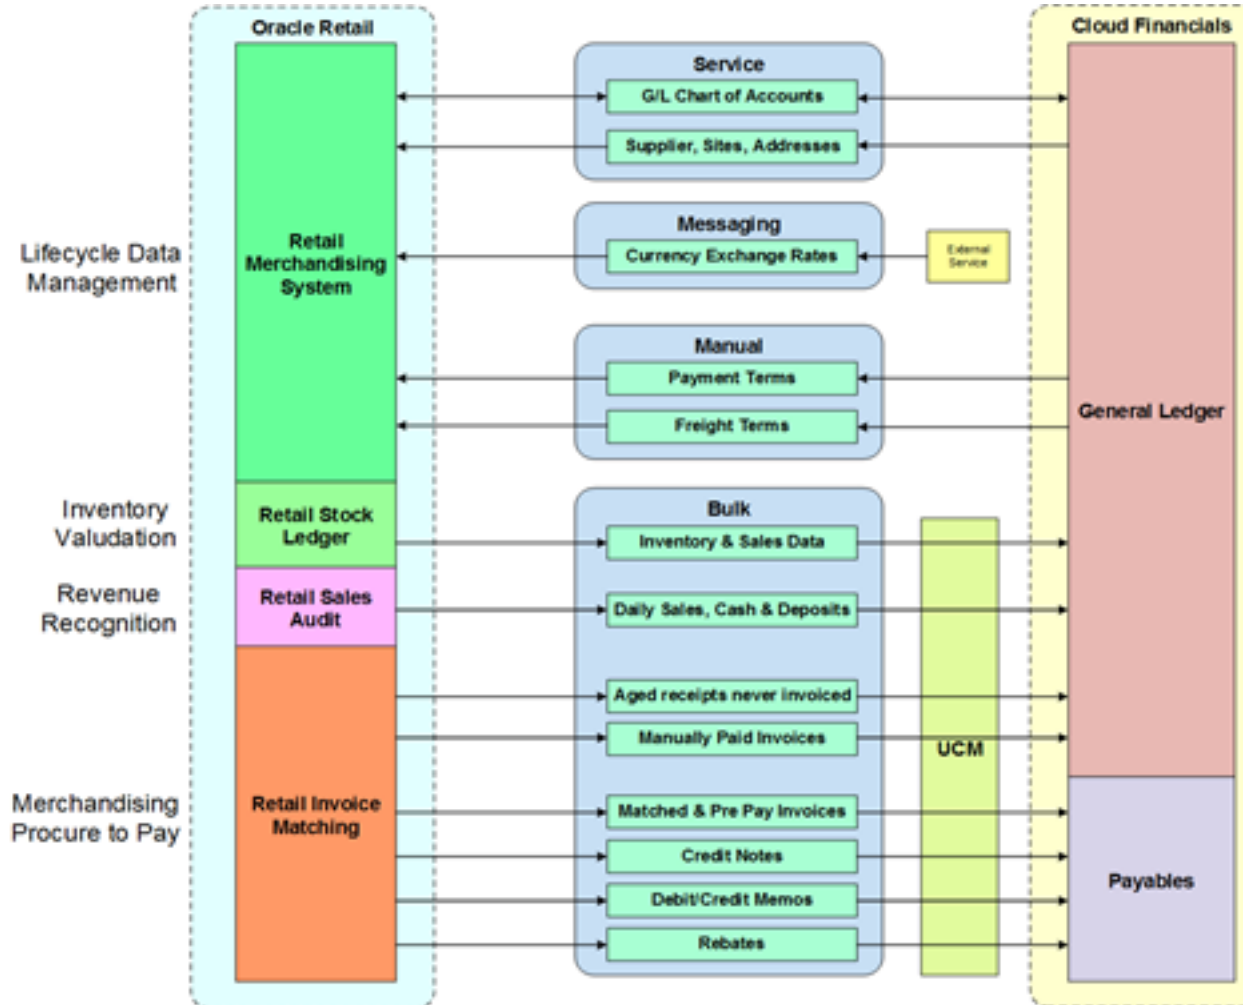 Oracle Retail
Cloud Financials
Service
G/L Chart of Accounts
Supplier, Sites, Addresses
Messaging
Currency Exchange Rates
External
Service
Lifecycle Data
Management
Retail
Merchandising
System
Manual
Payment Terms
Freight Terms
General Ledger
Inventory
Valudation
Retail Stock
Ledger
Bulk
Inventory & Sales Data
Revenue
Recognition
Retail Sales
Audit
Daily Sales, Cash & Deposits
Aged receipts never invoiced
Manually Paid Invoices
UCM
Merchandising
Procure to Pay
Retail Invoice
Matching
Matched & Pre Pay Invoices
Credit Notes
Debit/Credit Memos
Rebates
Payables